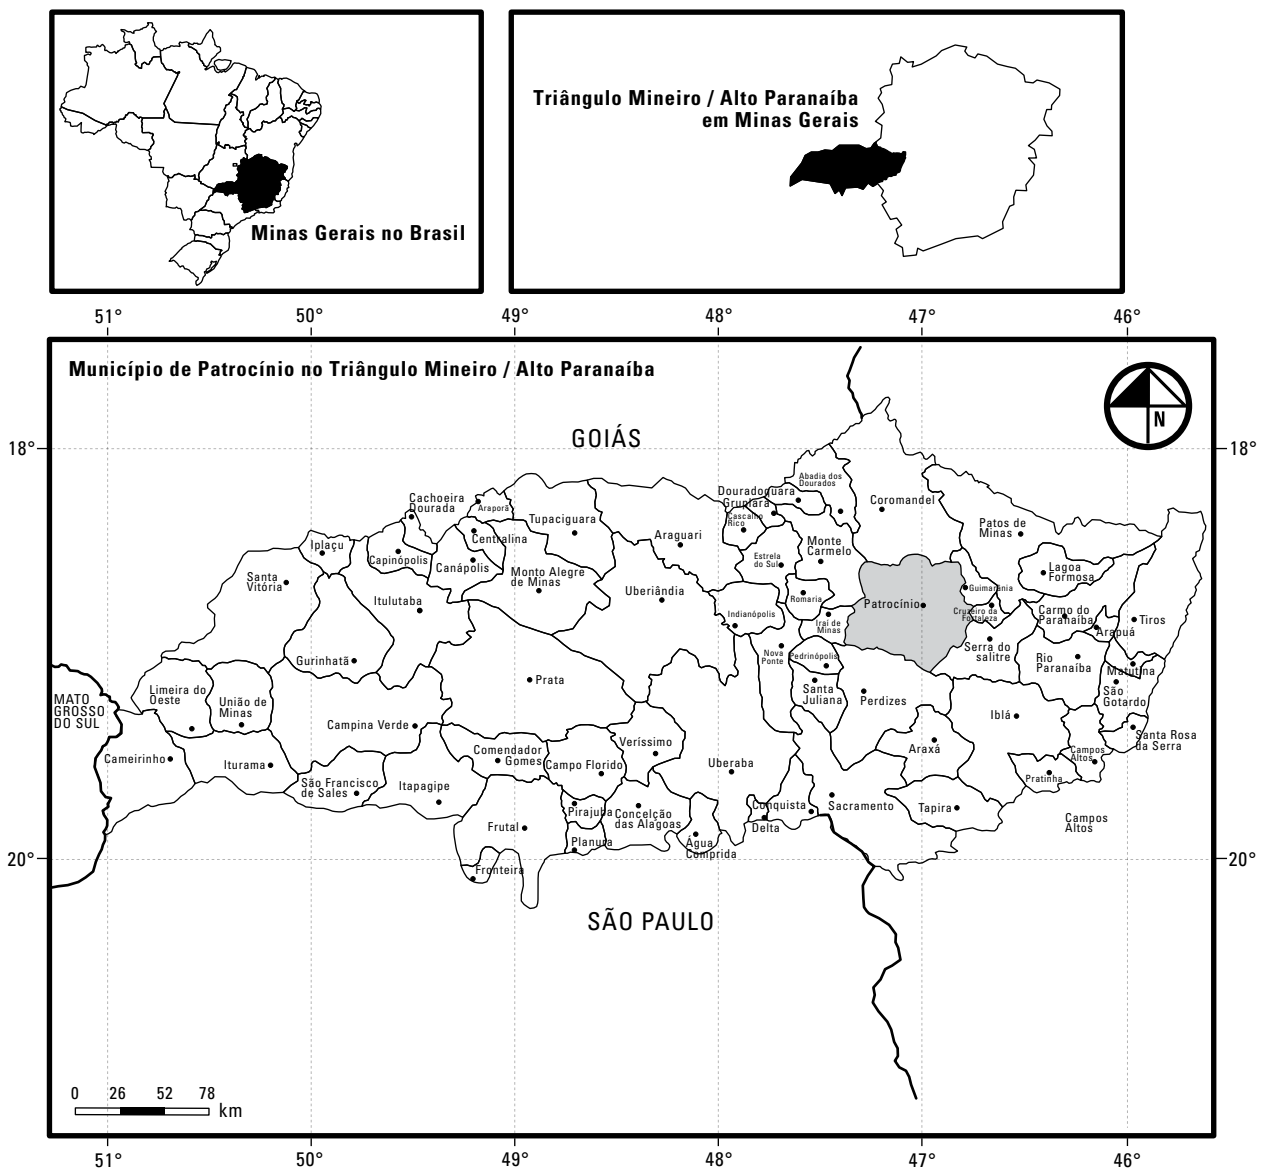 Minas Gerais no Brasil
Triângulo Mineiro / Alto Paranaíba
em Minas Gerais
51°
50°
49°
48°
47°
46°
Município de Patrocínio no Triângulo Mineiro / Alto Paranaíba
N
GOIÁS
18°
18°
Abadia dos
Dourados
Douradoquara
Gruplara
Cascalho
Rico
Coromandel
Cachoeira
Dourada
Araporã
Tupaciguara
Centralina
Araguari
Patos de
Minas
Iplaçu
Capinópolis
Canápolis
Monto Alegre
de Minas
Estrela
do Sul
Monte
Carmelo
Lagoa
Formosa
Santa
Vitória
Itulutaba
Uberiândia
Romaria
Patrocínio
Guimarânia
Cruzeiro da
Fortaleza
Carmo do
Paranaíba
Arapuá
Tiros
Indianópolis
Iraí de
Minas
Gurinhatã
Nova
Ponte
Pedrinópolis
Serra do
salitre
Rio
Paranaíba
Matutina
MATO
GROSSO
DO SUL
Limeira do
Oeste
União de
Minas
Prata
Santa
Juliana
Perdizes
São
Gotardo
Campina Verde
Iblá
Santa Rosa
da Serra
Cameirinho
Iturama
Comendador
Gomes
Campo Florido
Veríssimo
Uberaba
Araxá
Campos
Altos
Pratinha
São Francisco
de Sales
Itapagipe
Pirajuba
Concelção
das Alagoas
Conquista
Delta
Sacramento
Tapira
Campos
Altos
Frutal
Planura
Água
Comprida
Fronteira
20°
20°
SÃO PAULO
0 26 52 78
km
51°
50°
49°
48°
47°
46°